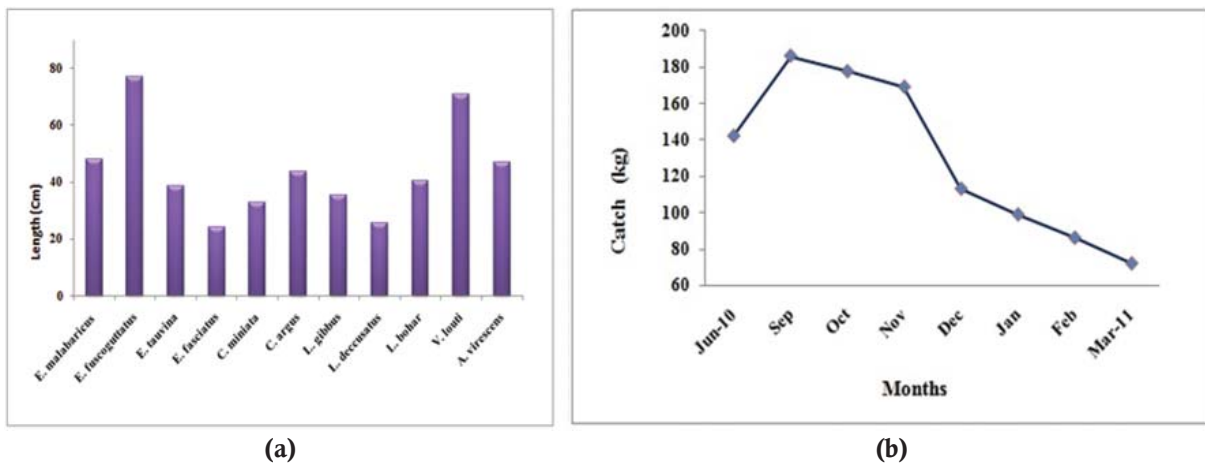 80
60
40
20
0
Length (Cm)
E. malabaricus
E. fuscoguttatus
E. tauvina
E. fasciatus
C. miniata
C. argus
L. gibbus
L. deccusatus
L. bohar
V. louti
A. virescens
(a)
200
180
160
140
120
100
80
60
Catch (kg)
Jun-10
Sep
Oct
Nov
Dec
Jan
Feb
Mar-11
Months
(b)